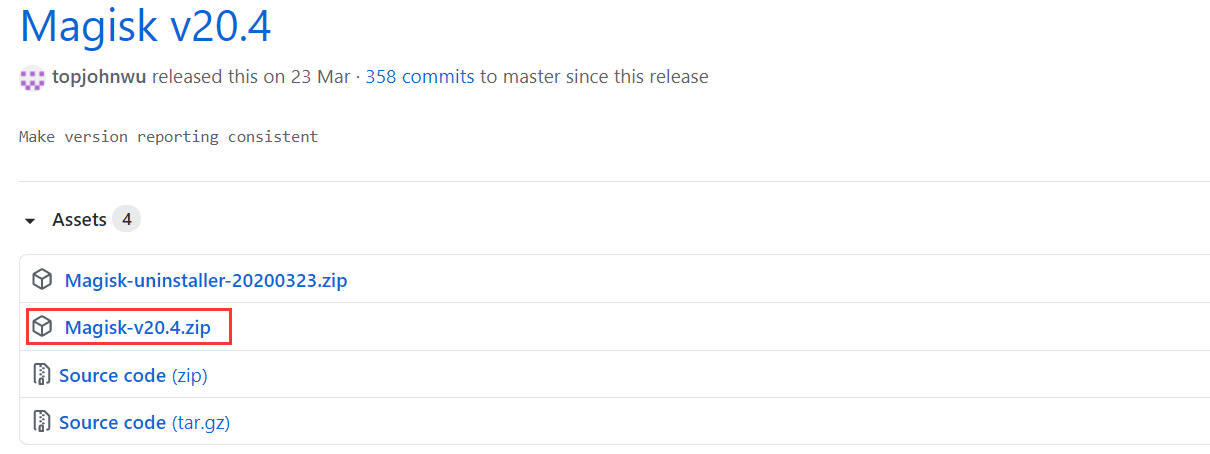 Magisk v20.4
topjohnwu released this on 23 Mar · 358 commits to master since this release
Make version reporting consistent
Assets 4
Magisk-uninstaller-20200323.zip
Magisk-v20.4.zip
Source code (zip)
Source code (tar.gz)